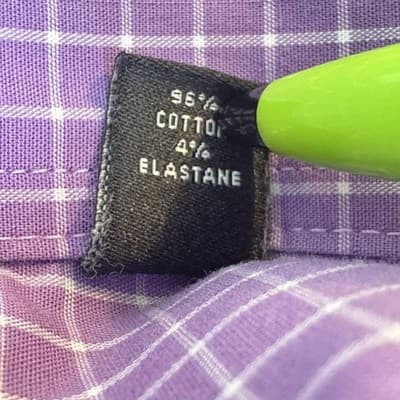 96%
COTTON
4%
ELASTANE